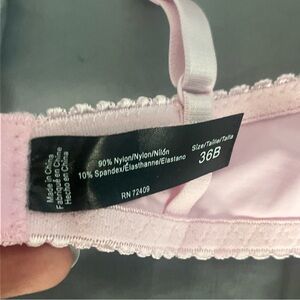 Made in China
Fabriqué en Chine
Hecho en China
90% Nylon/Nylon/Nilón
10% Spandex/Élasthanne/Elastano
RN 72409
Size/Taille/Talla
36B